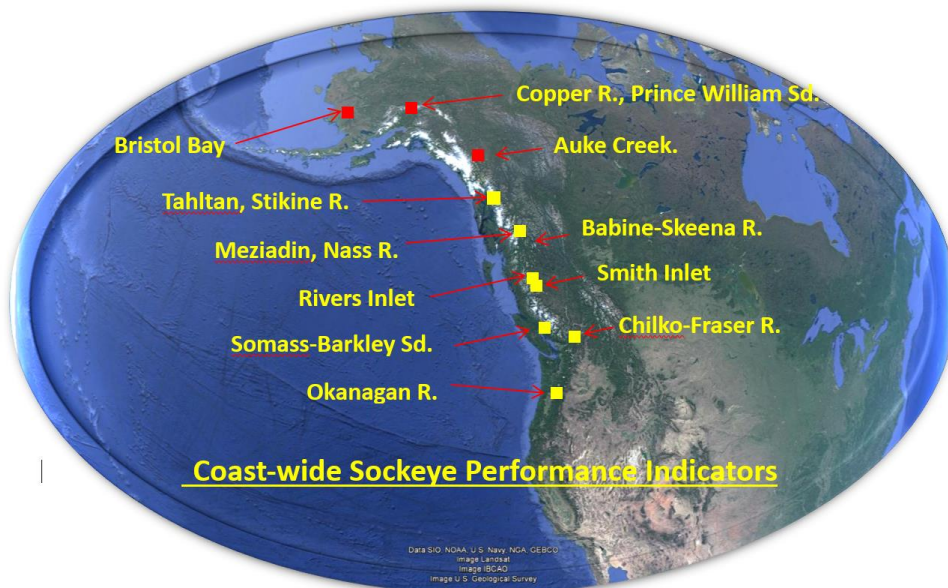 Copper R., Prince William Sd.
Bristol Bay
Auke Creek.
Tahltan, Stikine R.
Babine-Skeena R.
Meziadin, Nass R.
Smith Inlet
Rivers Inlet
Chilko-Fraser R.
Somass-Barkley Sd.
Okanagan R.
Coast-wide Sockeye Performance Indicators
Data SIO, NOAA, U.S. Navy, NGA, GEBCO
Image Landsat
Image IBCAO
Image U.S. Geological Survey